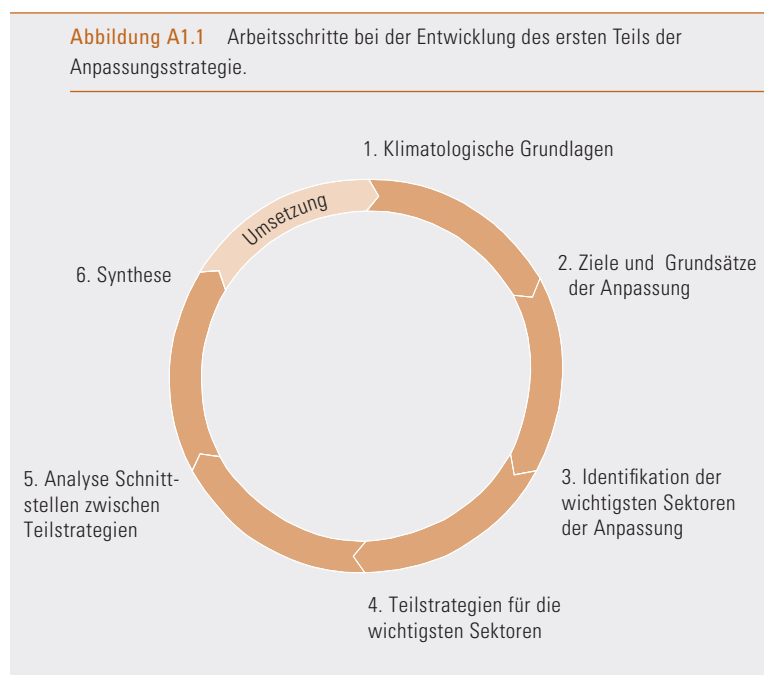 Abbildung A1.1 Arbeitsschritte bei der Entwicklung des ersten Teils der
Anpassungsstrategie.
1. Klimatologische Grundlagen
Umsetzung
2. Ziele und Grundsätze
der Anpassung
6. Synthese
3. Identifikation der
wichtigsten Sektoren
der Anpassung
5. Analyse Schnitt-
stellen zwischen
Teilstrategien
4. Teilstrategien für die
wichtigsten Sektoren